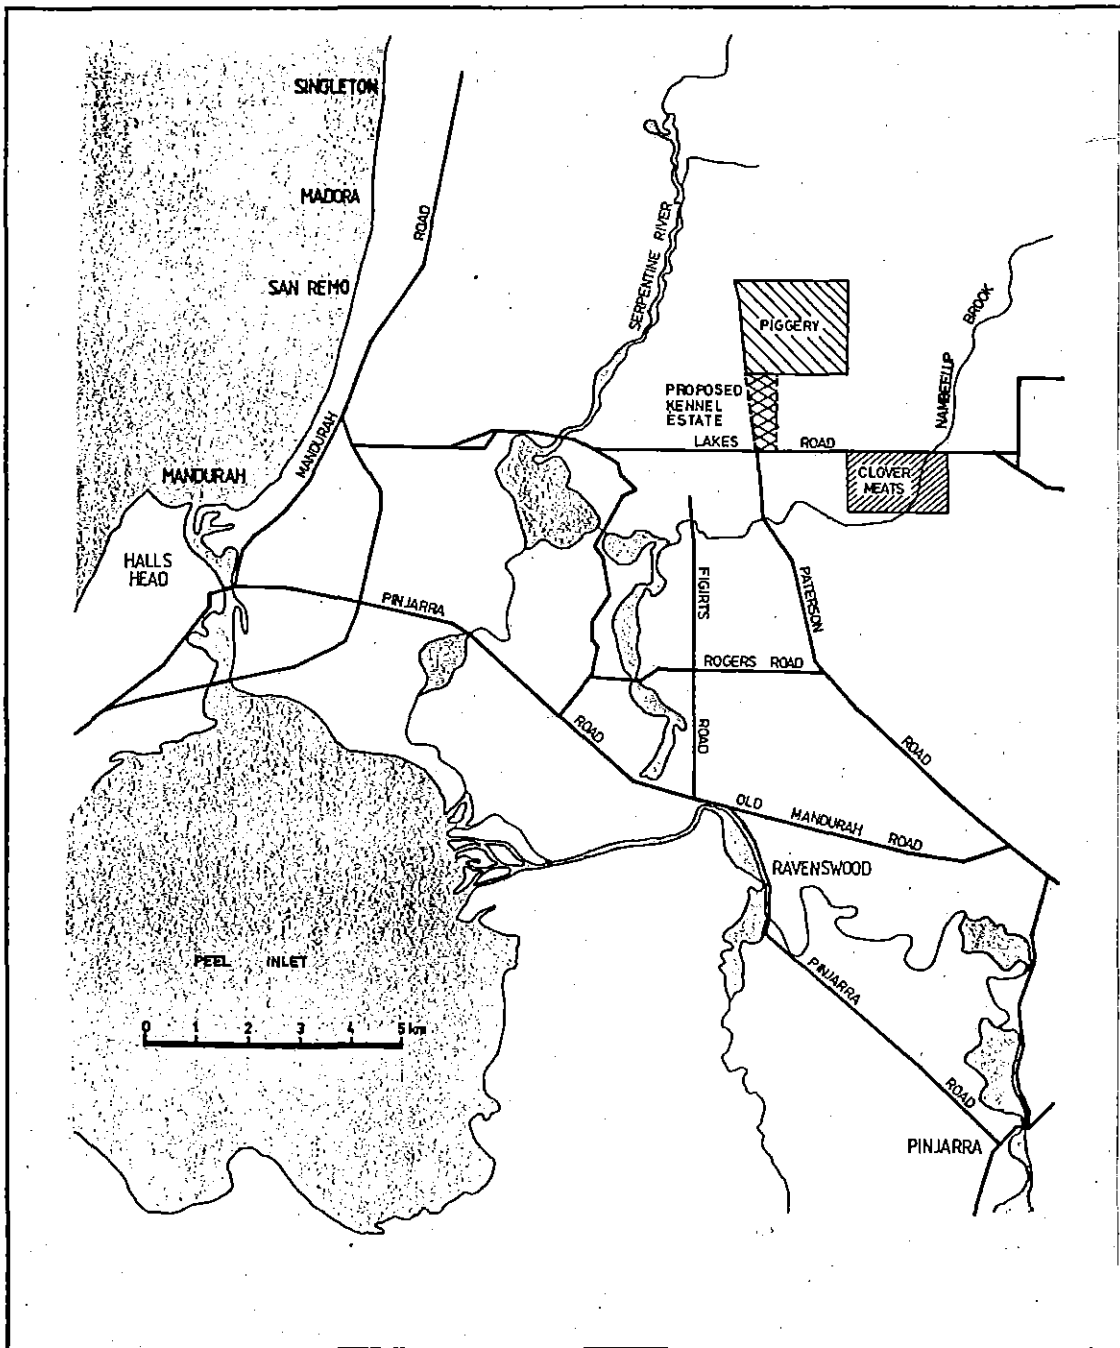 SINGLETON
MADORA
ROAD
SAN REMO
SERPENTINE RIVER
PIGGERY
BROOK
NAMBEELUP
PROPOSED
KENNEL
ESTATE
LAKES ROAD
MANDURAH
MANDURAH
CLOVER
MEATS
HALLS
HEAD
PINJARRA
FIGIRTS
PATERSON
ROGERS ROAD
ROAD
ROAD
ROAD
OLD
MANDURAH
ROAD
RAVENSWOOD
PEEL INLET
PINJARRA
0 1 2 3 4 5 km
ROAD
PINJARRA